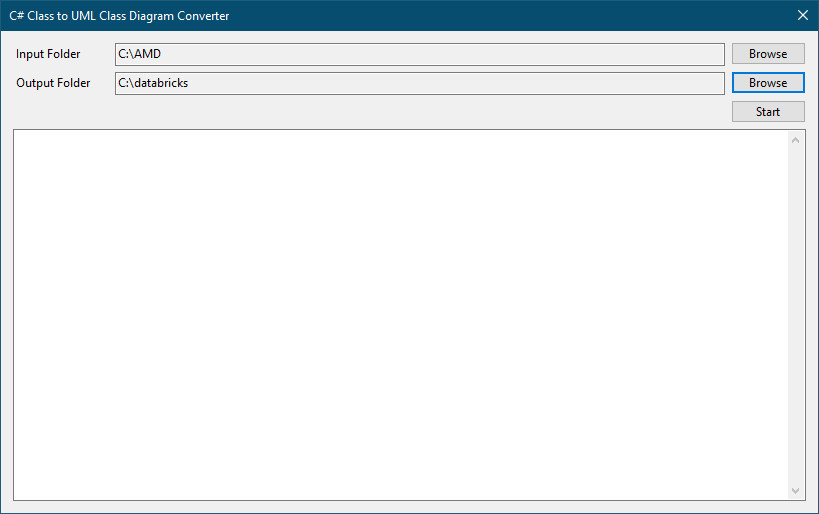 C# Class to UML Class Diagram Converter
Input Folder C:\AMD Browse
Output Folder C:\databricks Browse
Start